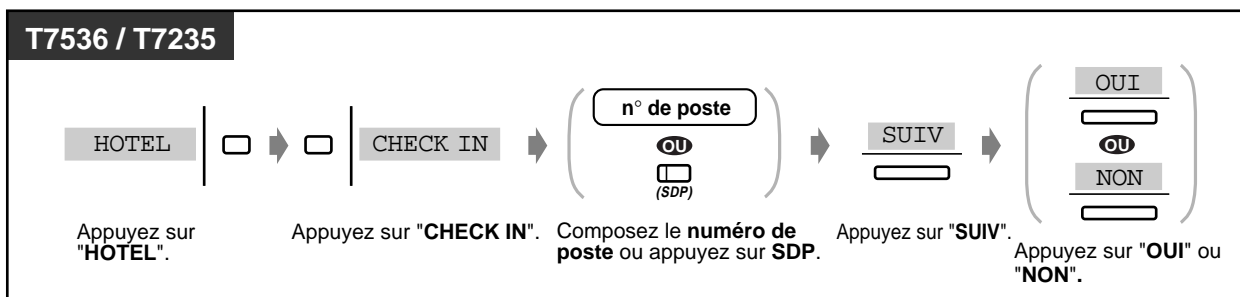 T7536 / T7235
HOTEL
CHECK IN
n° de poste
OU
(SDP)
SUIV
OUI
OU
NON
Appuyez sur
"HOTEL".
Appuyez sur "CHECK IN".
Composez le numéro de
poste ou appuyez sur SDP.
Appuyez sur "SUIV".
Appuyez sur "OUI" ou
"NON".